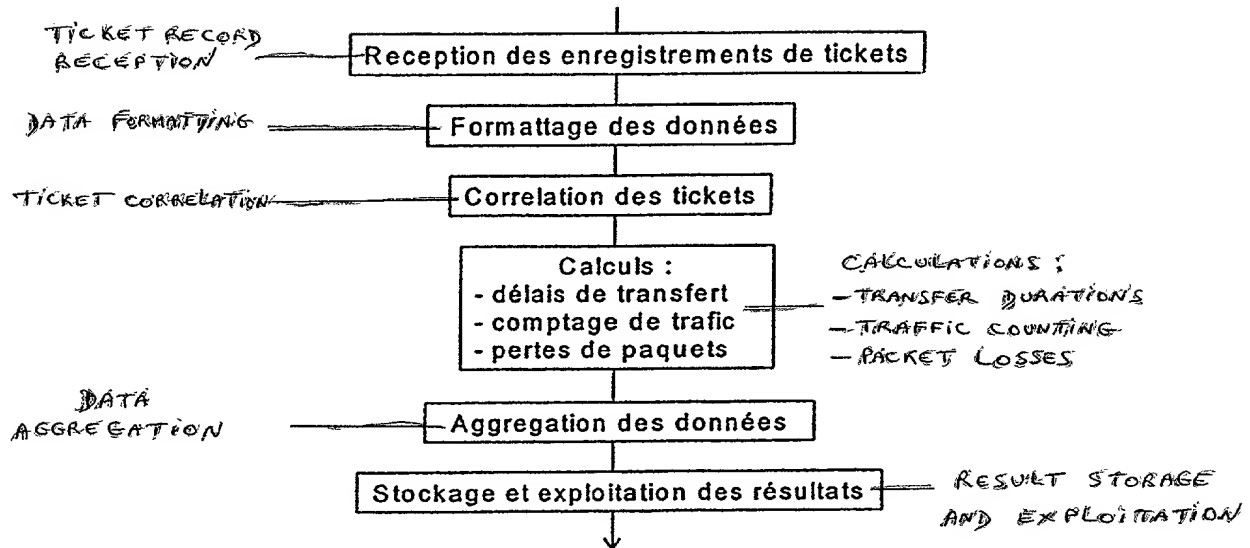 TICKET RECORD
RECEPTION
Reception des enregistrements de tickets
DATA FORMATTING
Formattage des données
TICKET CORRELATION
Correlation des tickets
Calculs :
- délais de transfert
- comptage de trafic
- pertes de paquets
CALCULATIONS :
- TRANSFER DURATIONS
- TRAFFIC COUNTING
- PACKET LOSSES
DATA
AGGREGATION
Aggregation des données
Stockage et exploitation des résultats
RESULT STORAGE
AND EXPLOITATION